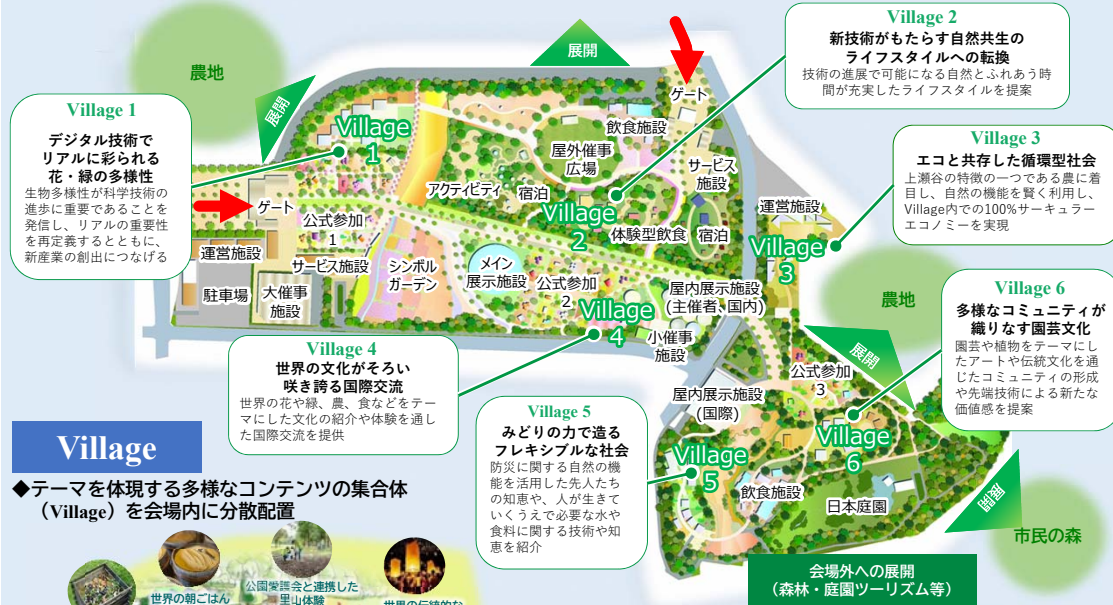 Village 2
新技術がもたらす自然共生の
ライフスタイルへの転換
技術の進展で可能になる自然とふれあう時
間が充実したライフスタイルを提案
農地
展開
展開
Village 1
デジタル技術で
リアルに彩られる
花・緑の多様性
生物多様性が科学技術の
進歩に重要であることを
発信し、リアルの重要性
を再定義するとともに、
新産業の創出につなげる
Village 3
エコと共存した循環型社会
上瀬谷の特徴の一つである農に着
目し、自然の機能を賢く利用し、
Village内での100%サーキュラー
エコノミーを実現
ゲート
Village
1
飲食施設
屋外催事
広場
サービス
施設
アクティビティ
宿泊
Village
2
体験型飲食
宿泊
運営施設
Village
3
ゲート
公式参加
1
運営施設
サービス施設
駐車場
大催事
施設
シンボル
ガーデン
メイン
展示施設
公式参加
2
Village
4
屋内展示施設
(主催者、国内)
小催事
施設
農地
Village 6
多様なコミュニティが
織りなす園芸文化
園芸や植物をテーマにし
たアートや伝統文化を通
じたコミュニティの形成
や先端技術による新たな
価値感を提案
展開
公式参加
3
屋内展示施設
(国際)
Village
6
Village
5
飲食施設
日本庭園
展開
市民の森
Village 4
世界の文化がそろい
咲き誇る国際交流
世界の花や緑、農、食などをテー
マにした文化の紹介や体験を通し
た国際交流を提供
Village 5
みどりの力で造る
フレキシブルな社会
防災に関する自然の機
能を活用した先人たち
の知恵や、人が生きて
いくうえで必要な水や
食料に関する技術や知
恵を紹介
Village
◆テーマを体現する多様なコンテンツの集合体
（Village）を会場内に分散配置
世界の朝ごはん
公園愛護会と連携した
里山体験
世界の伝統的な
会場外への展開
（森林・庭園ツーリズム等）